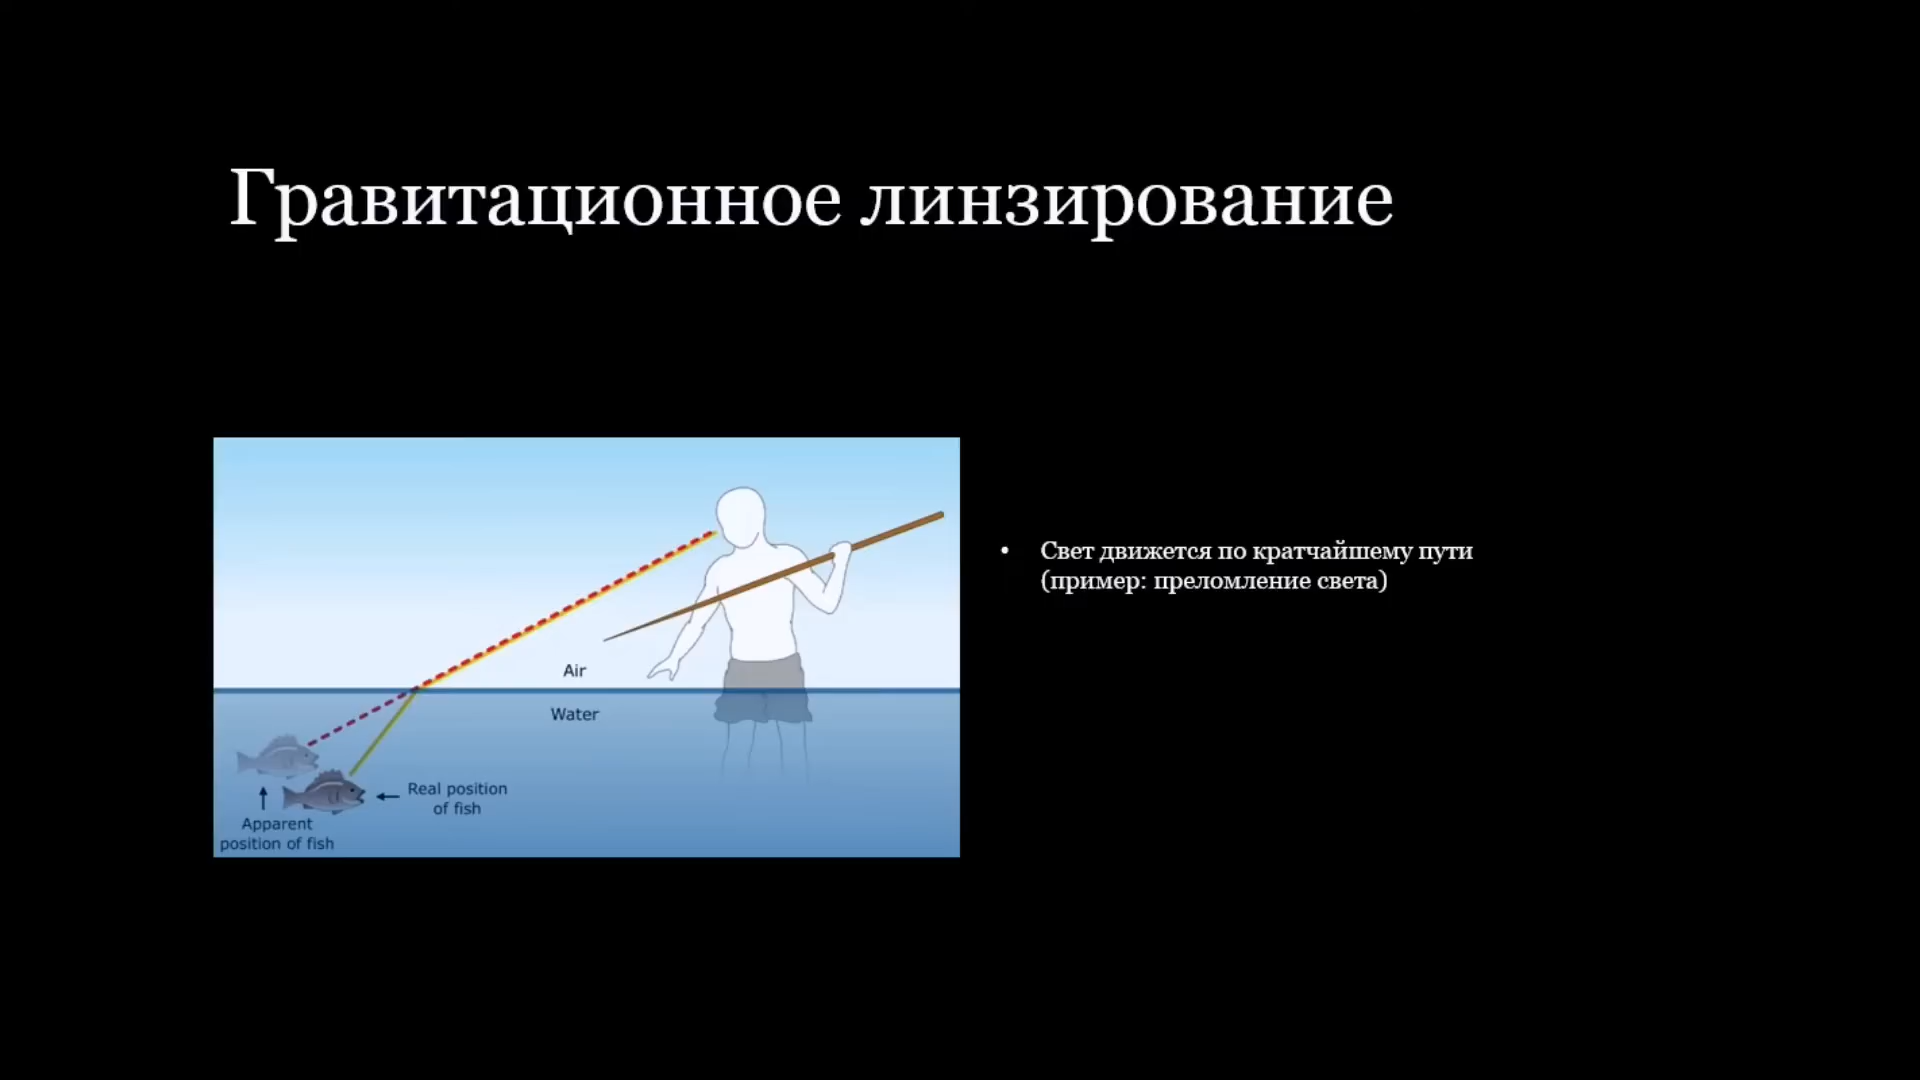 Гравитационное линзирование
Air
Water
Real position
of fish
Apparent
position of fish
• Свет движется по кратчайшему пути
(пример: преломление света)